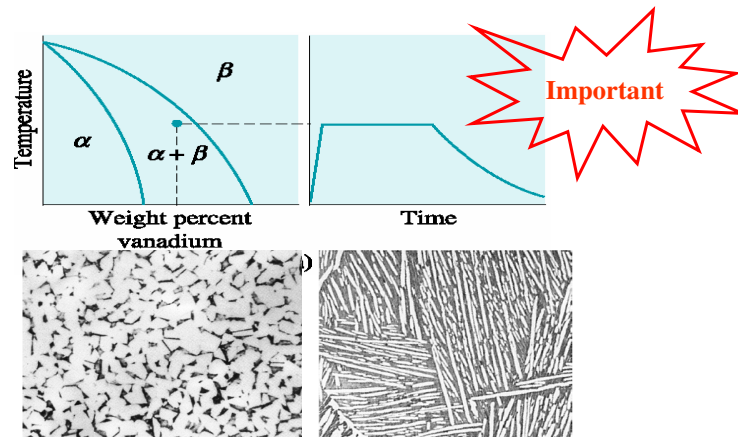 Temperature
β
α
α + β
Weight percent
vanadium
Time
Important
)